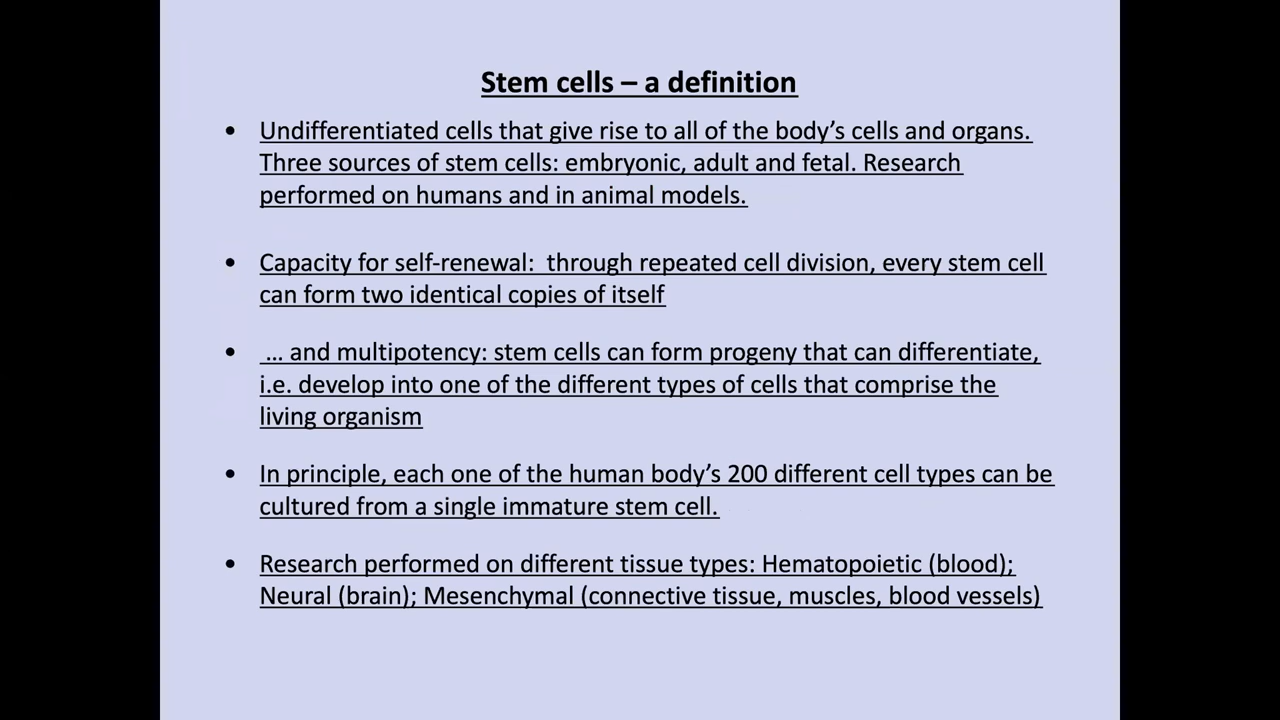 Stem cells – a definition
• Undifferentiated cells that give rise to all of the body’s cells and organs.
Three sources of stem cells: embryonic, adult and fetal. Research
performed on humans and in animal models.
• Capacity for self-renewal:  through repeated cell division, every stem cell
can form two identical copies of itself
• … and multipotency: stem cells can form progeny that can differentiate,
i.e. develop into one of the different types of cells that comprise the
living organism
• In principle, each one of the human body’s 200 different cell types can be
cultured from a single immature stem cell.
• Research performed on different tissue types: Hematopoietic (blood);
Neural (brain); Mesenchymal (connective tissue, muscles, blood vessels)